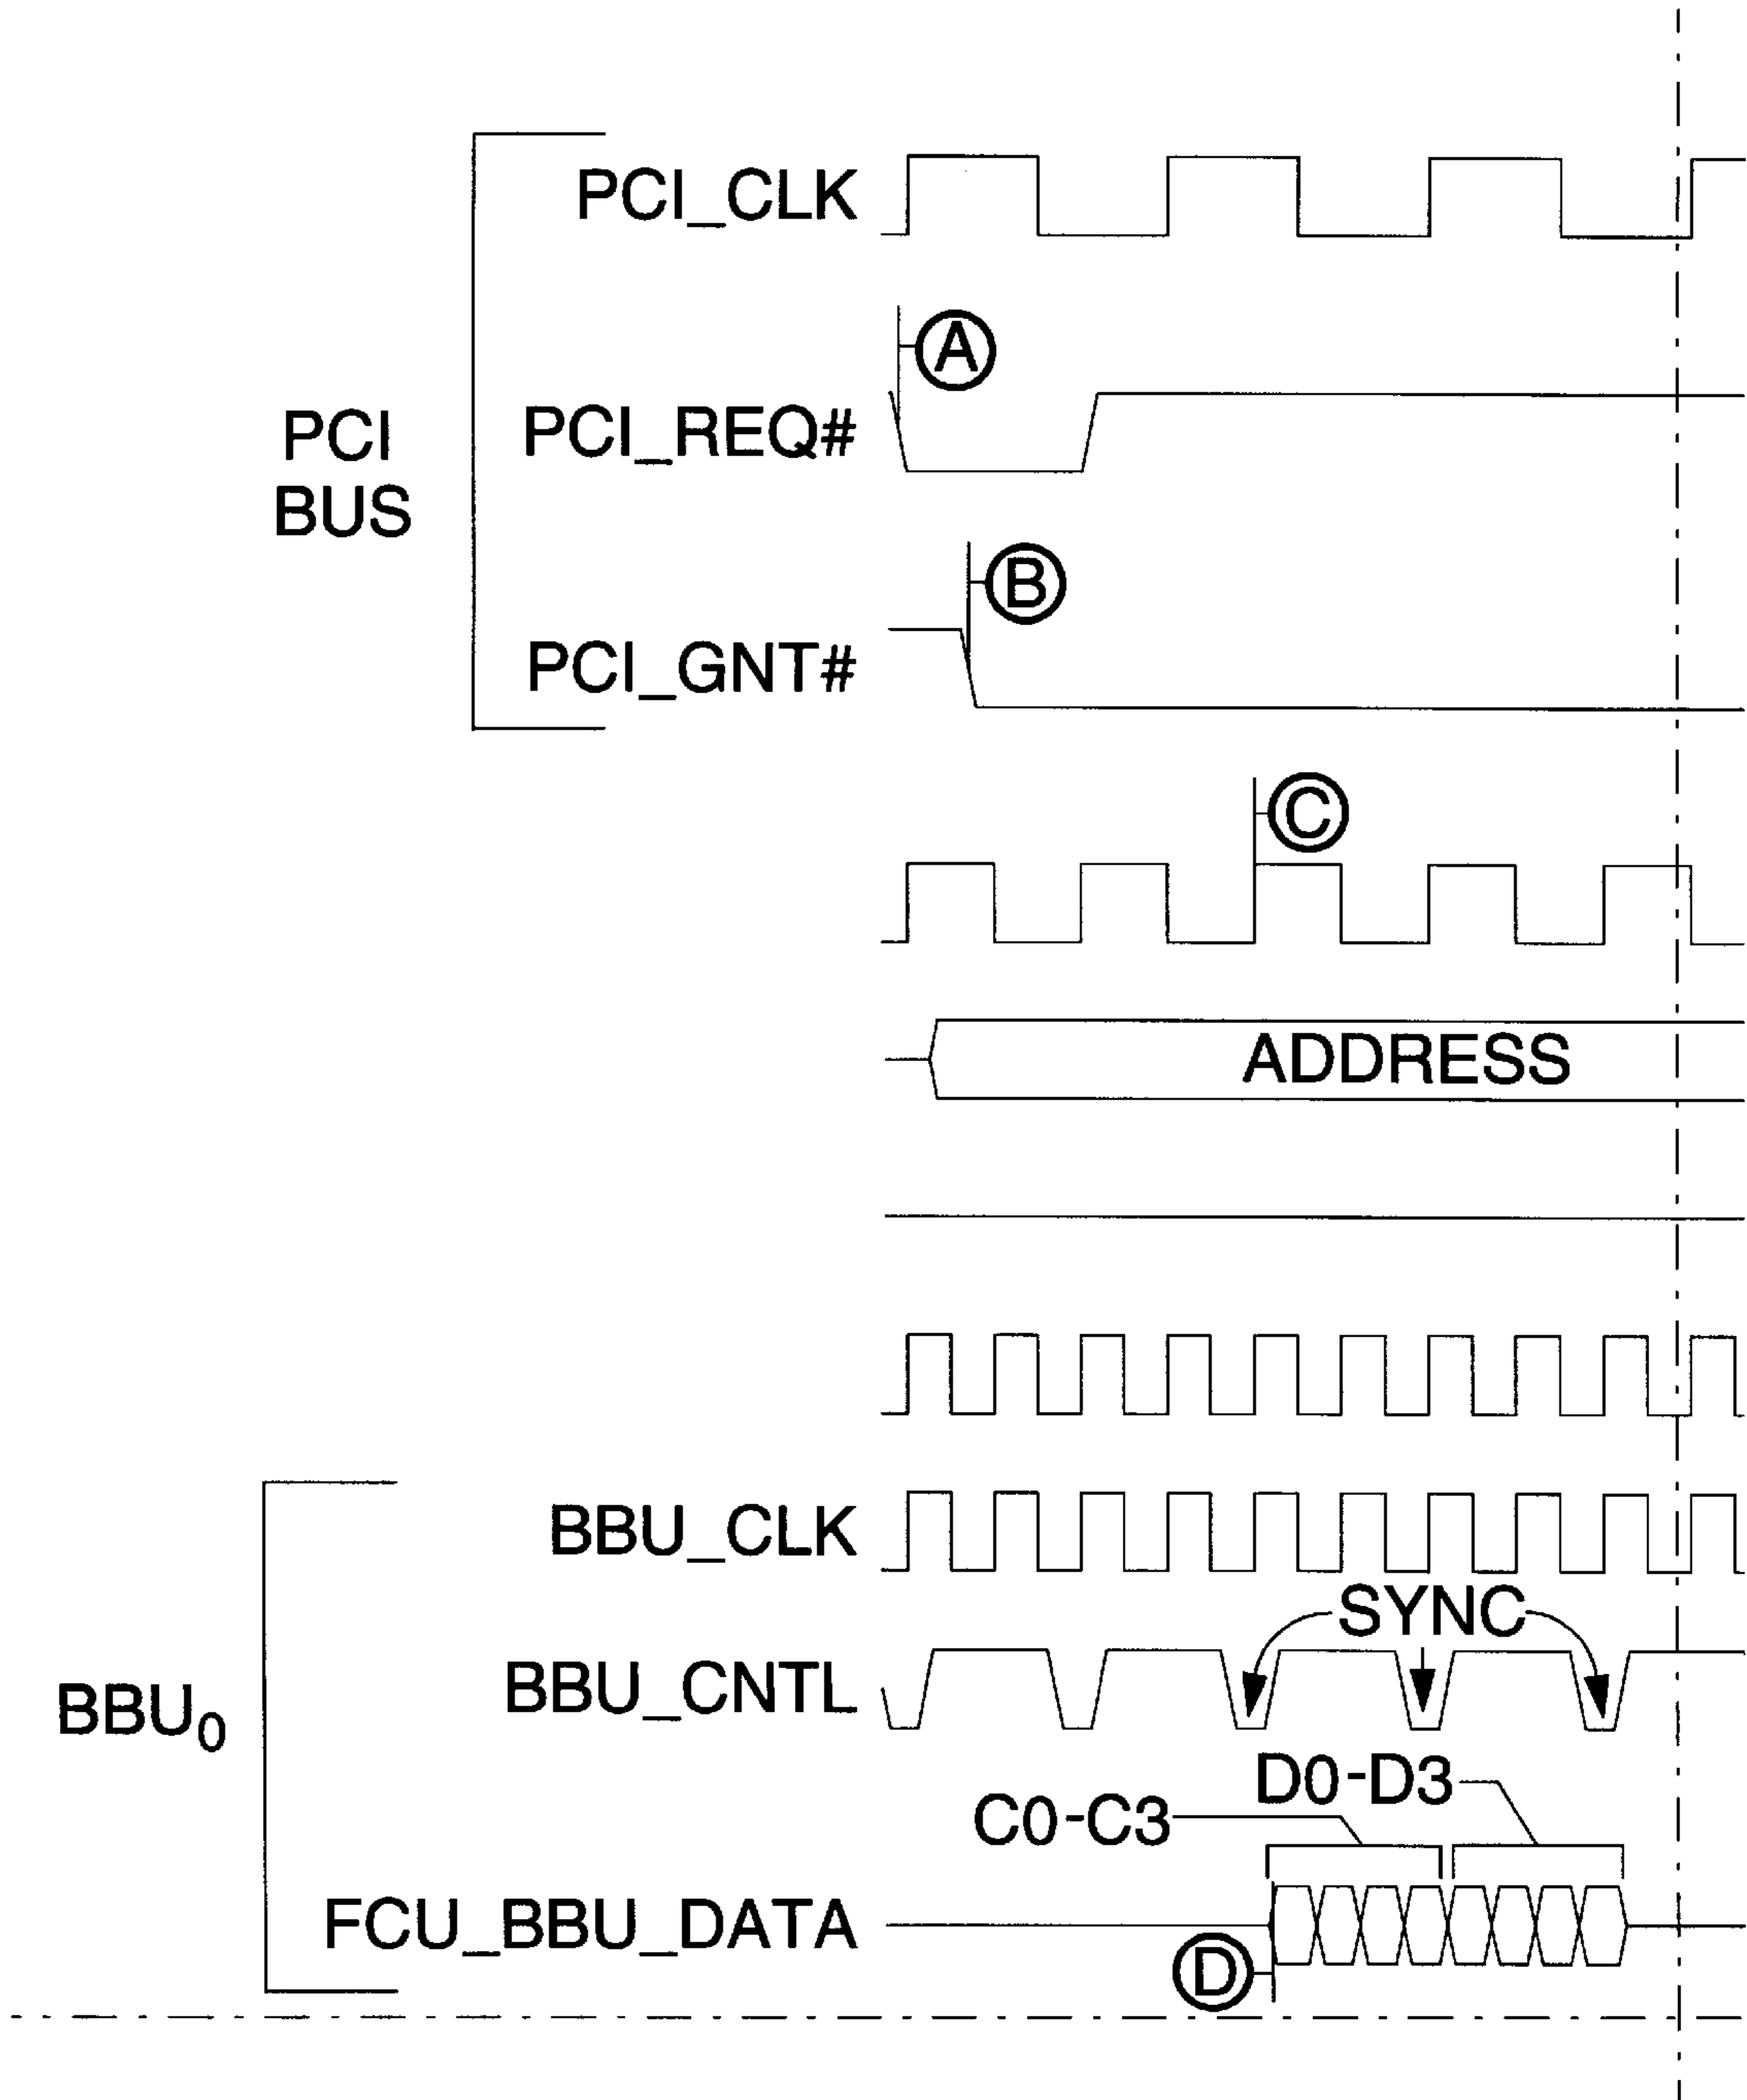 PCI_CLK
A
PCI
BUS
PCI_REQ#
B
PCI_GNT#
C
ADDRESS
BBU_CLK
SYNC
BBU0
BBU_CNTL
D0-D3
C0-C3
FCU_BBU_DATA
D